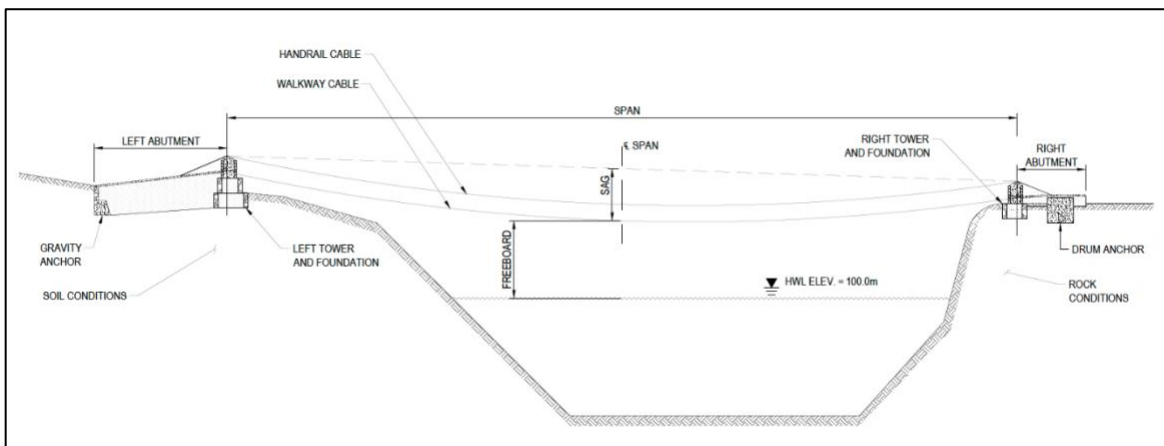 HANDRAIL CABLE
WALKWAY CABLE
SPAN
LEFT ABUTMENT
℄ SPAN
RIGHT TOWER
AND FOUNDATION
RIGHT
ABUTMENT
SAG
FREEBOARD
GRAVITY
ANCHOR
LEFT TOWER
AND FOUNDATION
DRUM ANCHOR
SOIL CONDITIONS
HWL ELEV. = 100.0m
ROCK
CONDITIONS